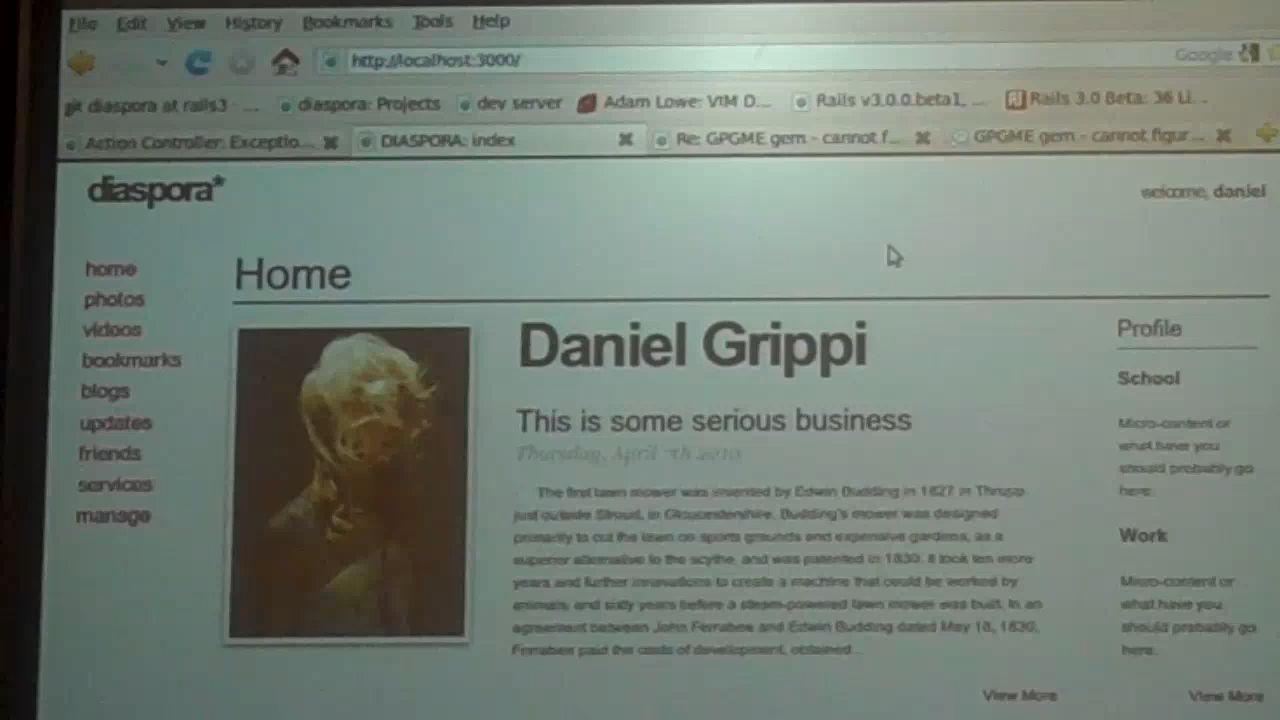 File Edit View History Bookmarks Tools Help
http://localhost:3000/ Google
git diaspora at rails3 - ... diaspora: Projects dev server Adam Lowe: VIM D... Rails v3.0.0.beta1, ... Rails 3.0 Beta: 36 Li...
Action Controller: Exceptio... DIASPORA: index Re: GPGME gem - cannot f... GPGME gem - cannot figur...
diaspora*
welcome, daniel
home
photos
videos
bookmarks
blogs
updates
friends
services
manage
Home
Daniel Grippi
This is some serious business
Thursday, April 7th 2010
The first lawn mower was invented by Edwin Budding in 1827 in Thrupp,
just outside Stroud, in Gloucestershire. Budding's mower was designed
primarily to cut the lawn on sports grounds and expensive gardens, as a
superior alternative to the scythe, and was patented in 1830. It took ten more
years and further innovations to create a machine that could be worked by
animals, and sixty years before a steam-powered lawn mower was built. In an
agreement between John Ferrabee and Edwin Budding dated May 18, 1830,
Ferrabee paid the costs of development, obtained...
View More
Profile
School
Micro-content or
what have you
should probably go
here.
Work
Micro-content or
what have you
should probably go
here.
View More